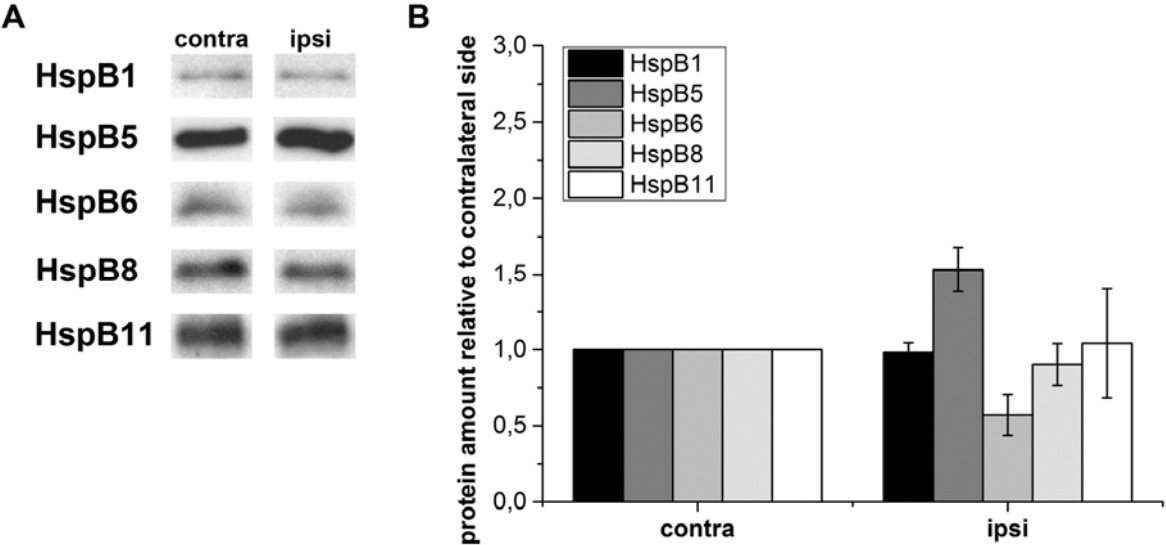 A
contra ipsi
HspB1
HspB5
HspB6
HspB8
HspB11
B
protein amount relative to contralateral side
3,0
2,5
2,0
1,5
1,0
0,5
0,0
HspB1
HspB5
HspB6
HspB8
HspB11
contra ipsi